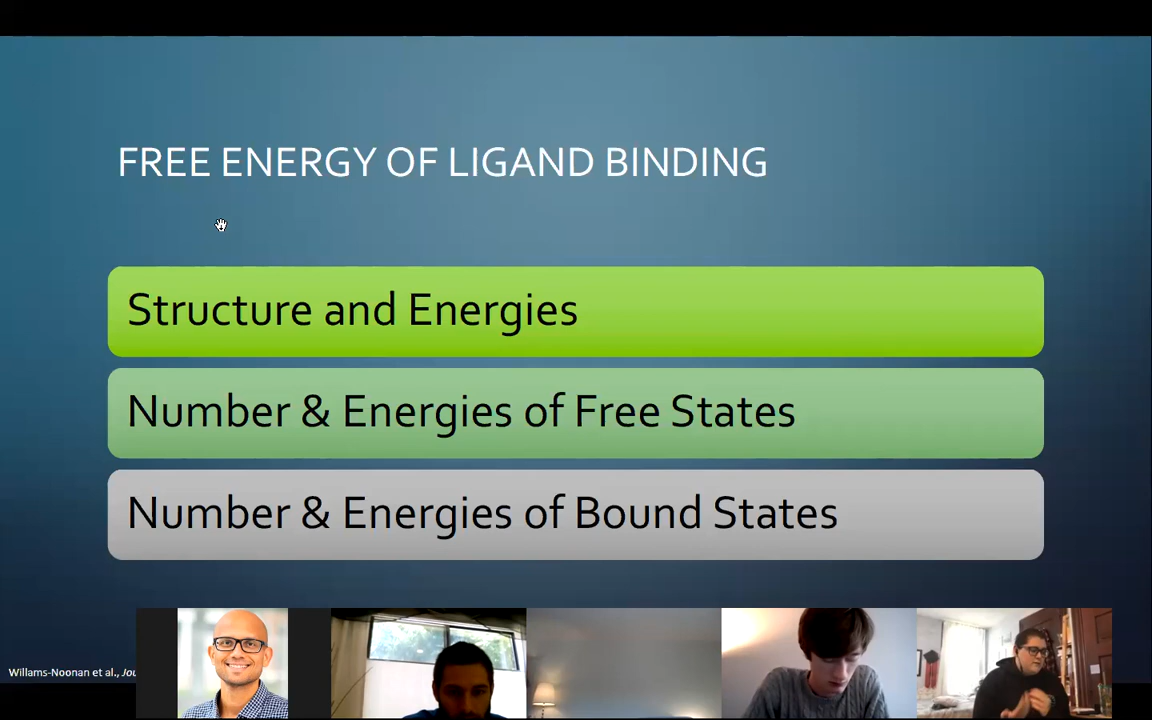 FREE ENERGY OF LIGAND BINDING
Structure and Energies
Number & Energies of Free States
Number & Energies of Bound States
Willams-Noonan et al.,